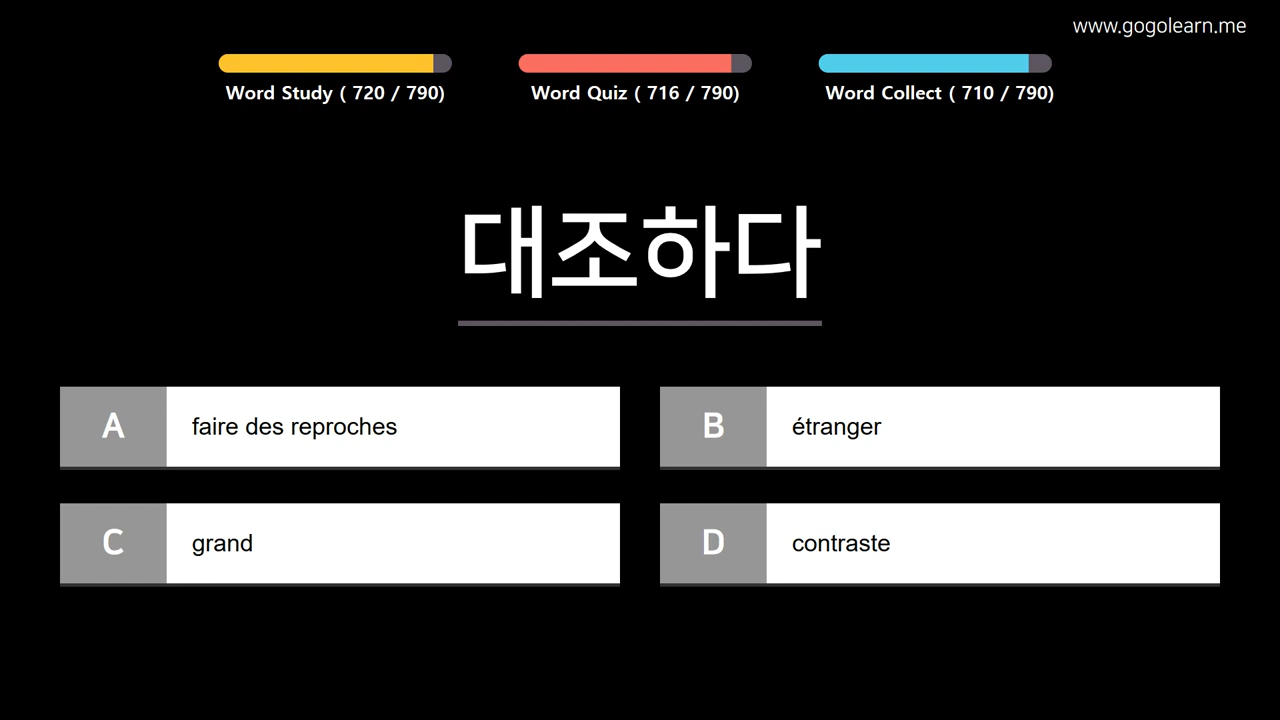 www.gogolearn.me
Word Study ( 720 / 790)
Word Quiz ( 716 / 790)
Word Collect ( 710 / 790)
대조하다
A faire des reproches
B étranger
C grand
D contraste